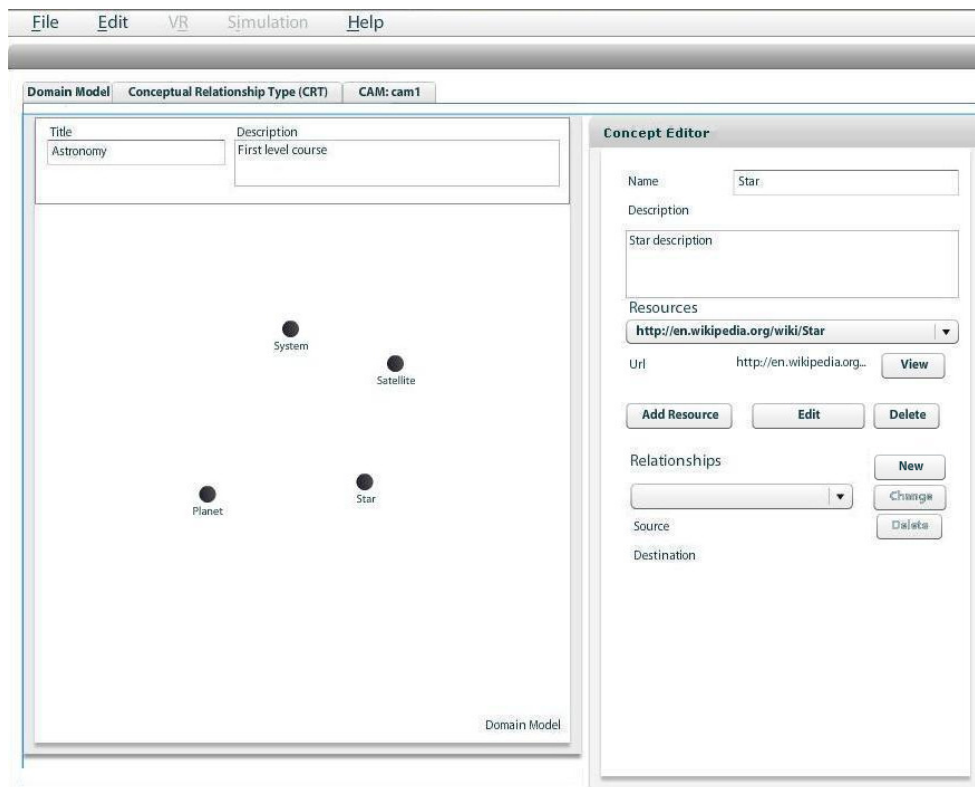 File Edit VR Simulation Help
Domain Model Conceptual Relationship Type (CRT) CAM: cam1
Title Description
Astronomy First level course
System
Satellite
Star
Planet
Domain Model
Concept Editor
Name Star
Description
Star description
Resources
http://en.wikipedia.org/wiki/Star
Url http://en.wikipedia.org... View
Add Resource Edit Delete
Relationships New
Change
Source Delete
Destination